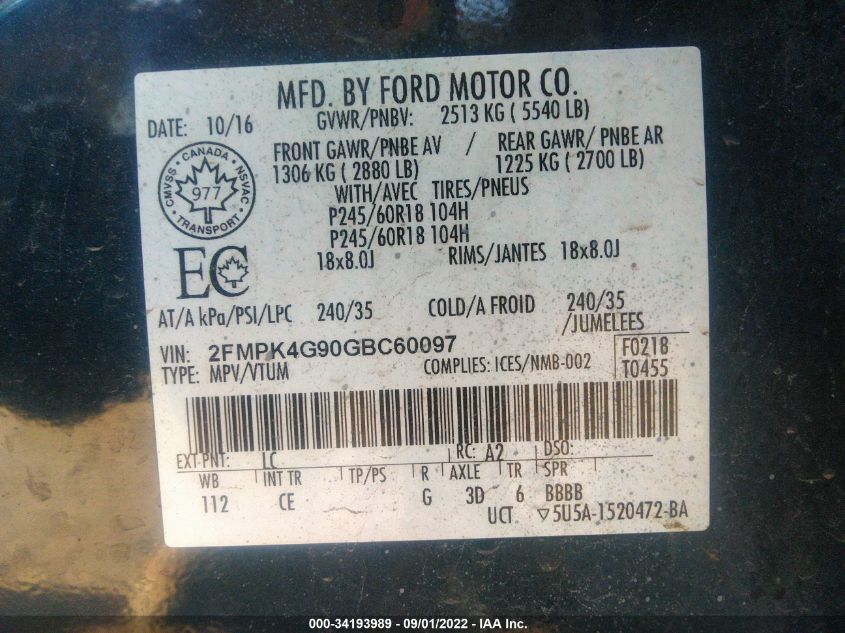 MFD. BY FORD MOTOR CO.
DATE: 10/16 GVWR/PNBV: 2513 KG ( 5540 LB)
FRONT GAWR/PNBE AV / REAR GAWR/ PNBE AR
1306 KG ( 2880 LB) 1225 KG ( 2700 LB)
WITH/AVEC TIRES/PNEUS
P245/60R18 104H
P245/60R18 104H
18x8.0J RIMS/JANTES 18x8.0J
CMVSS · CANADA · NSVAC · TRANSPORT ·
977
EC
AT/A kPa/PSI/LPC 240/35 COLD/A FROID 240/35
/JUMELEES
VIN: 2FMPK4G90GBC60097 F0218
TYPE: MPV/VTUM COMPLIES: ICES/NMB-002 T0455
EXT PNT: LC RC: A2 DSO:
WB INT TR TP/PS R AXLE TR SPR
112 CE G 3D 6 BBBB
UCT ▽5U5A-1520472-BA
000-34193989 - 09/01/2022 - IAA Inc.